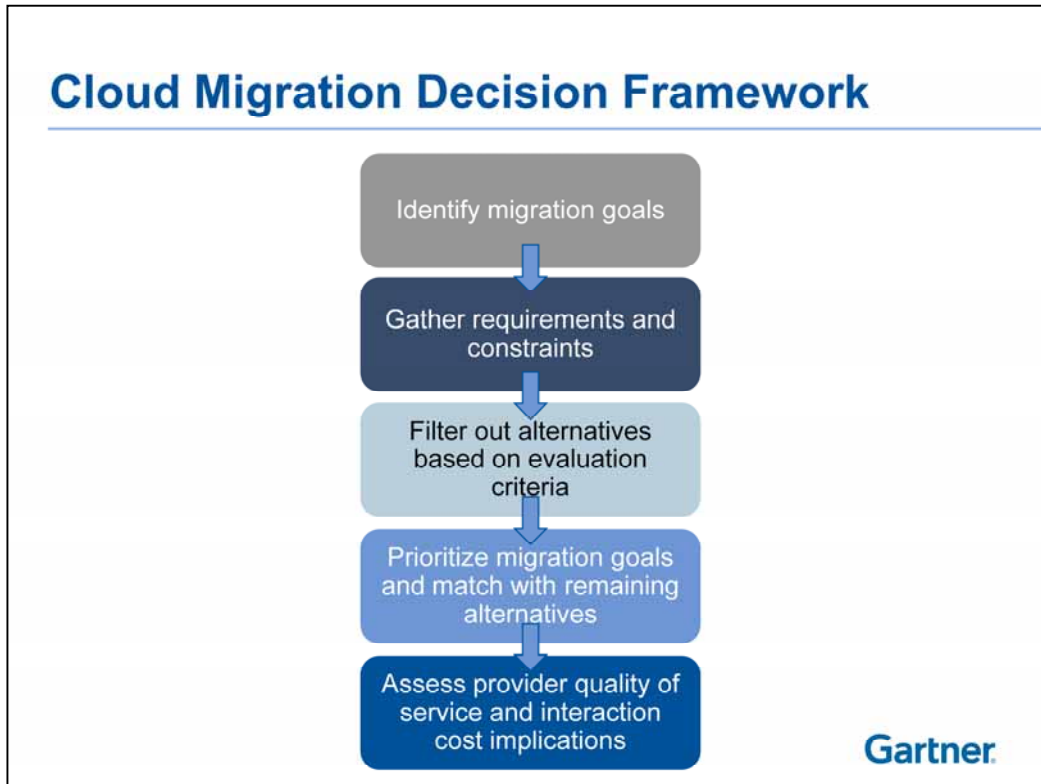 Cloud Migration Decision Framework
Identify migration goals
Gather requirements and
constraints
Filter out alternatives
based on evaluation
criteria
Prioritize migration goals
and match with remaining
alternatives
Assess provider quality of
service and interaction
cost implications
Gartner.